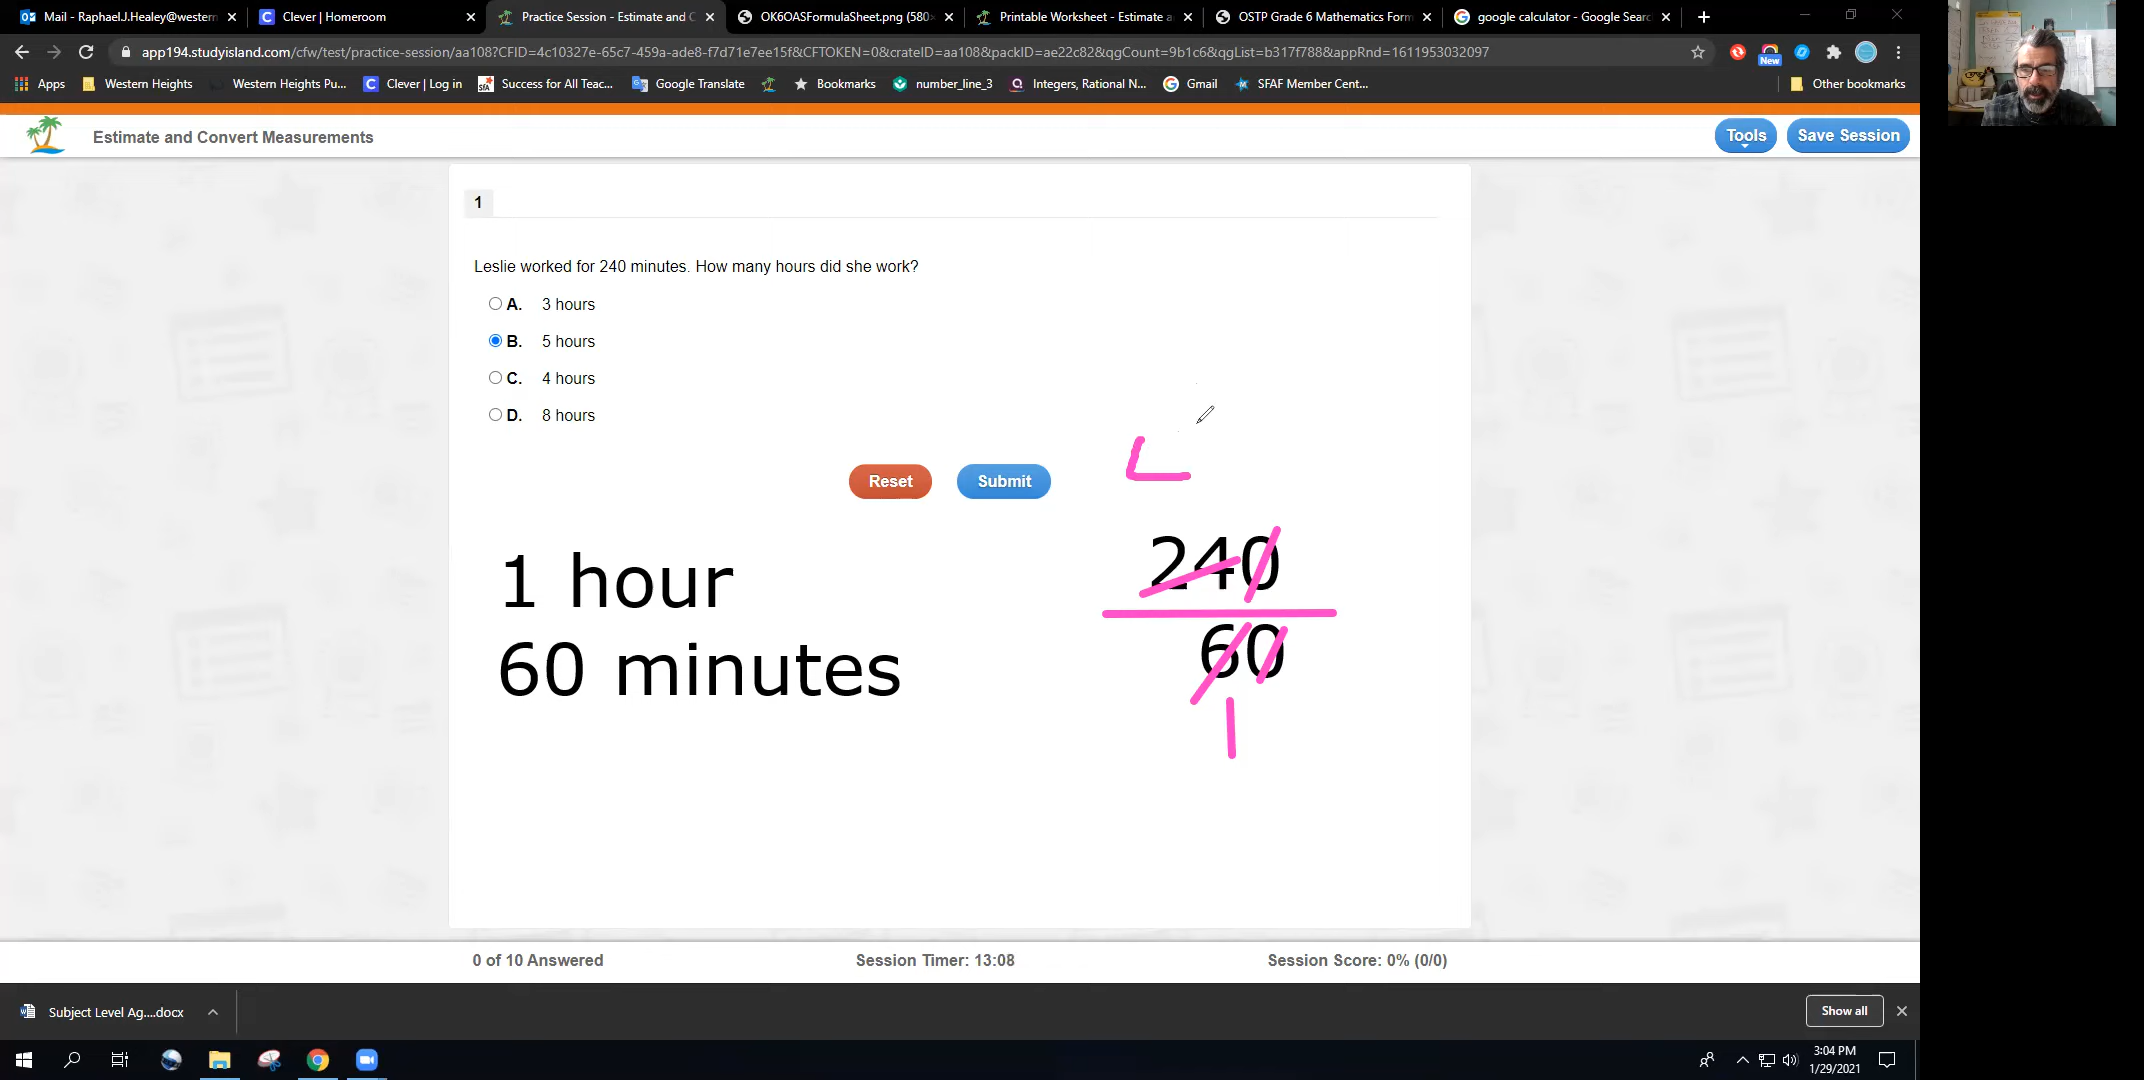 Mail - Raphael.J.Healey@western
Clever | Homeroom
Practice Session - Estimate and C
OK6OASFormulaSheet.png (580×
Printable Worksheet - Estimate a
OSTP Grade 6 Mathematics Form
google calculator - Google Searc
app194.studyisland.com/cfw/test/practice-session/aa108?CFID=4c10327e-65c7-459a-ade8-f7d71e7ee15f&CFTOKEN=0&crateID=aa108&packID=ae22c82&qgCount=9b1c6&qgList=b317f788&appRnd=1611953032097
New
Apps
Western Heights
Western Heights Pu...
Clever | Log in
Success for All Teac...
Google Translate
Bookmarks
number_line_3
Integers, Rational N...
Gmail
SFAF Member Cent...
Other bookmarks
Estimate and Convert Measurements
Tools
Save Session
1
Leslie worked for 240 minutes. How many hours did she work?
A. 3 hours
B. 5 hours
C. 4 hours
D. 8 hours
Reset
Submit
1 hour
60 minutes
240
60
1
0 of 10 Answered
Session Timer: 13:08
Session Score: 0% (0/0)
Subject Level Ag....docx
Show all
3:04 PM
1/29/2021